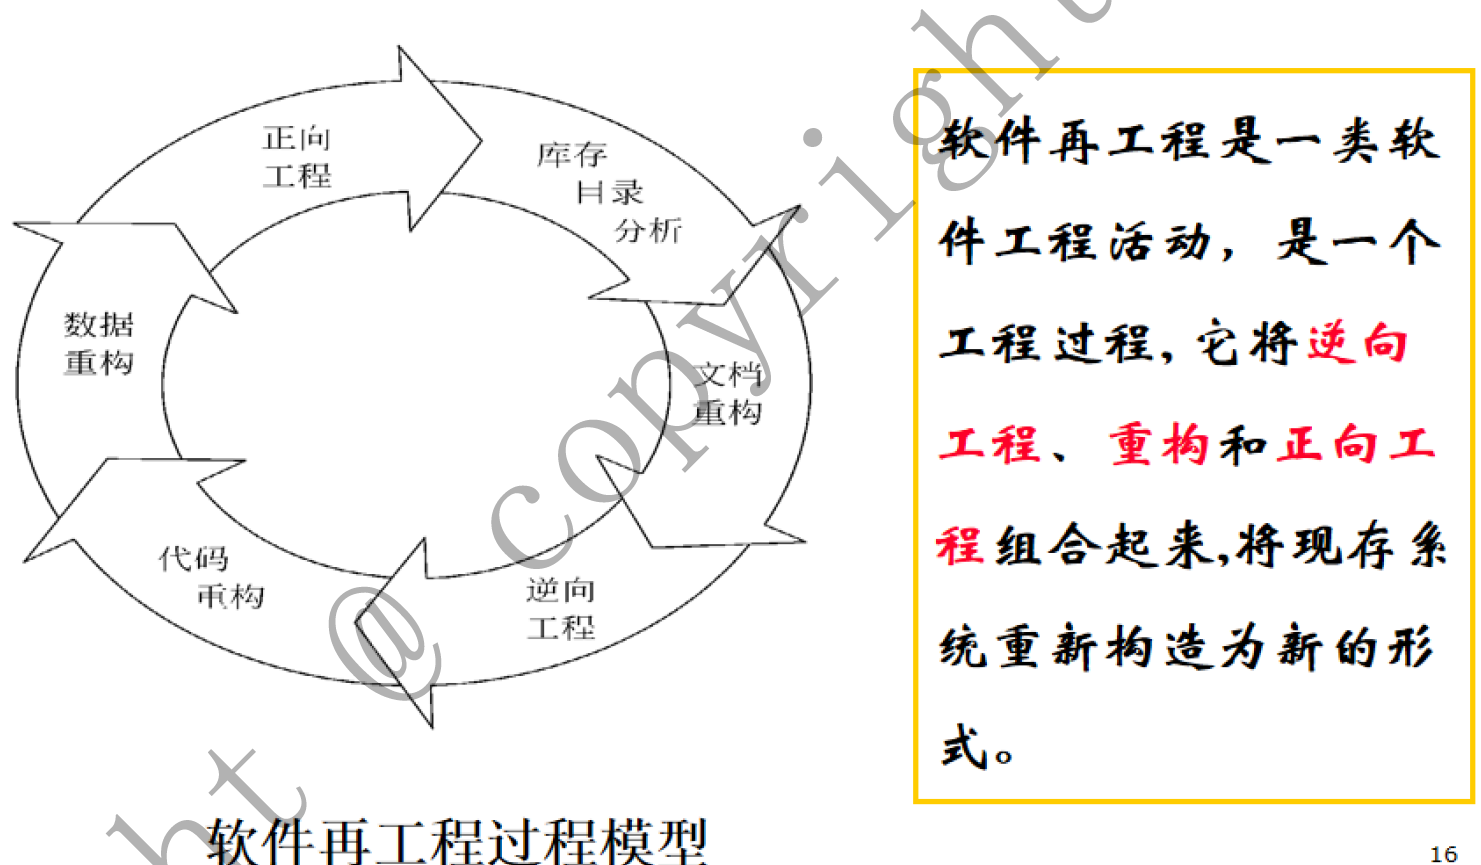 正向
工程
库存
目录
分析
数据
重构
文档
重构
代码
重构
逆向
工程
软件再工程过程模型
软件再工程是一类软
件工程活动，是一个
工程过程,它将逆向
工程、重构和正向工
程组合起来,将现存系
统重新构造为新的形
式。
@ copyright
ht
16